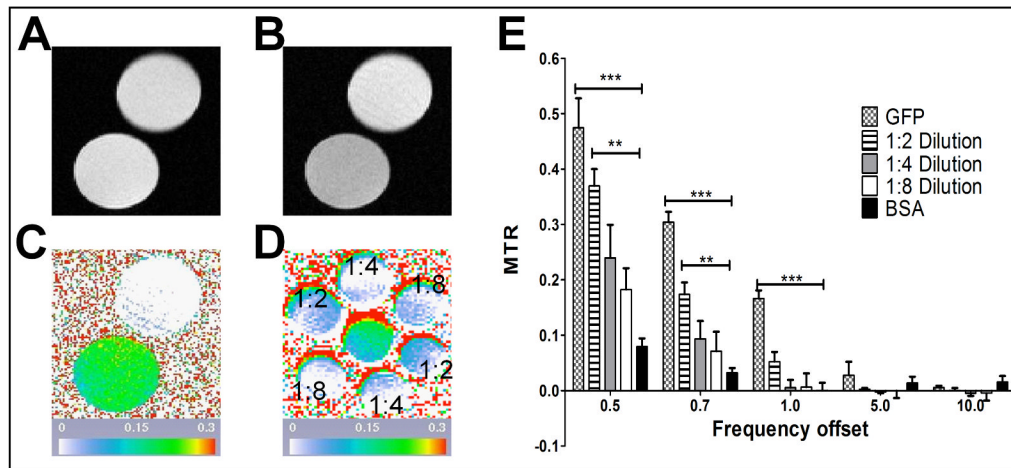 A
B
C
0 0.15 0.3
D
1:4
1:8
1:2
1:2
1:8
1:4
0 0.15 0.3
E
MTR
0.6
0.5
0.4
0.3
0.2
0.1
0.0
-0.1
***
**
***
**
***
GFP
1:2 Dilution
1:4 Dilution
1:8 Dilution
BSA
0.5 0.7 1.0 5.0 10.0
Frequency offset